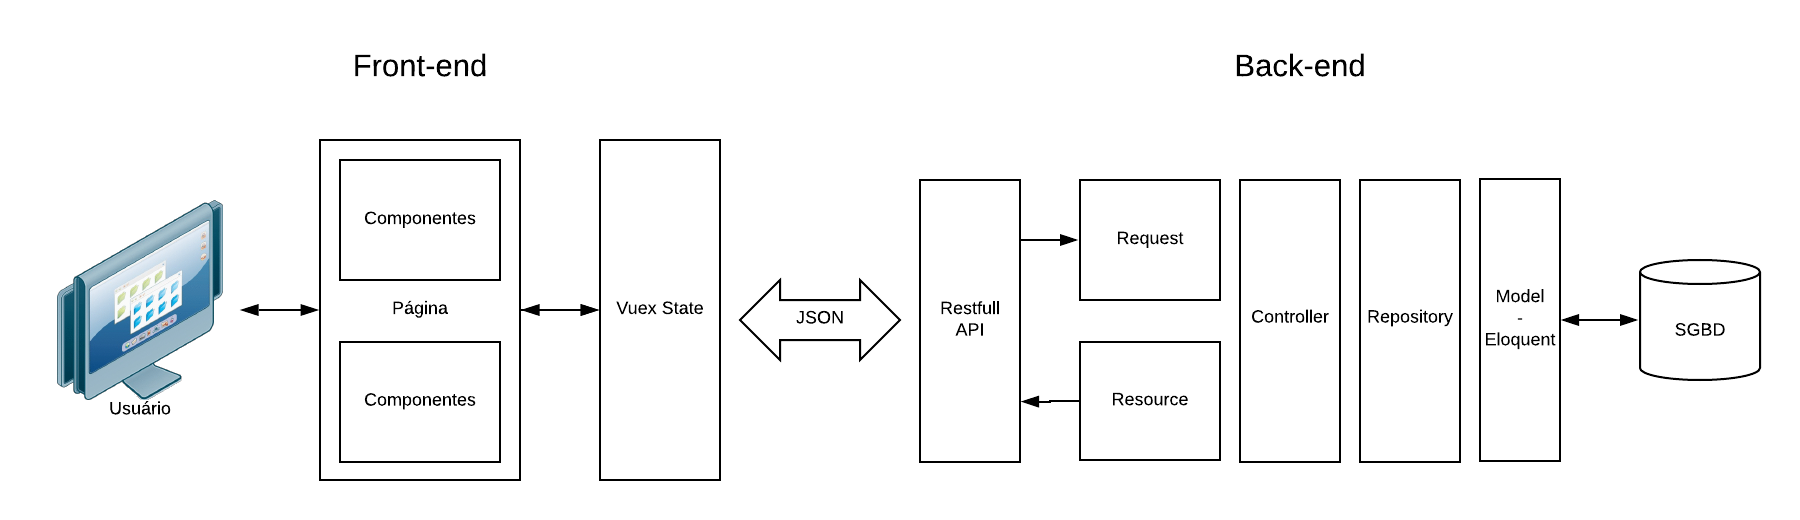 Front-end
Back-end
Componentes
Página
Componentes
Usuário
Vuex State
JSON
Restfull
API
Request
Resource
Controller
Repository
Model
-
Eloquent
SGBD